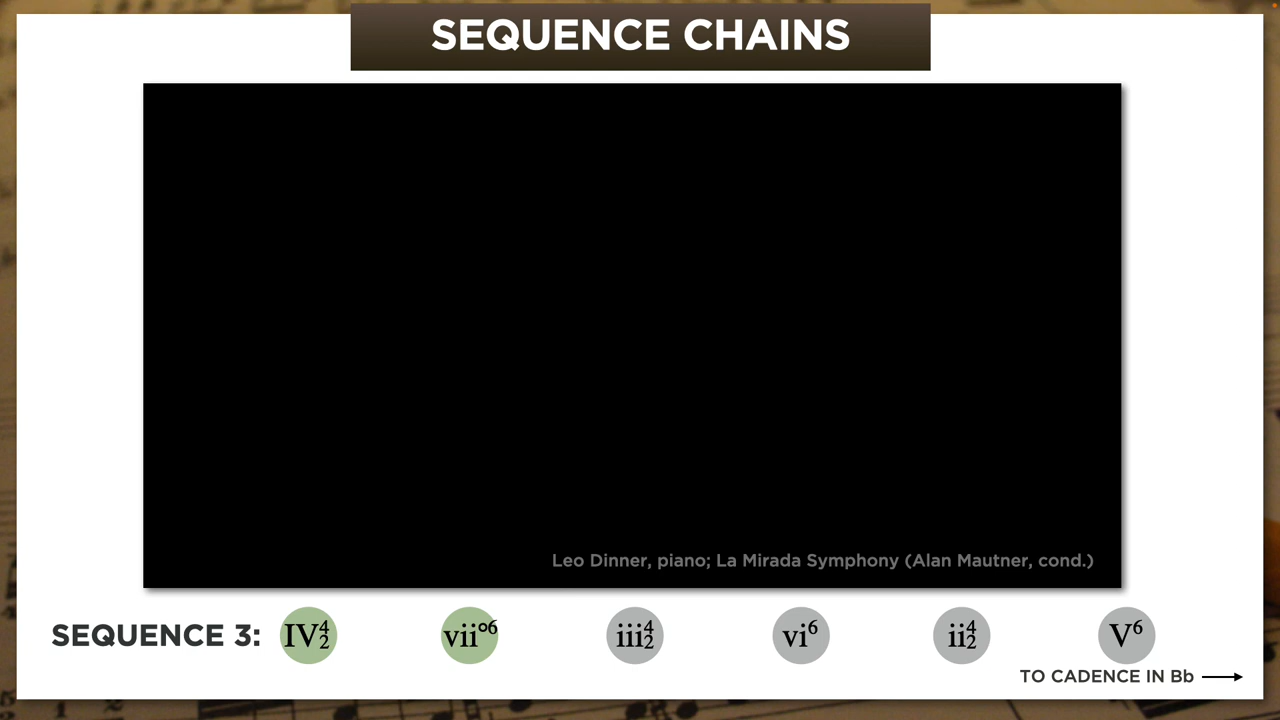 SEQUENCE CHAINS
Leo Dinner, piano; La Mirada Symphony (Alan Mautner, cond.)
SEQUENCE 3: IV42 vii°6 iii42 vi6 ii42 V6
TO CADENCE IN Bb